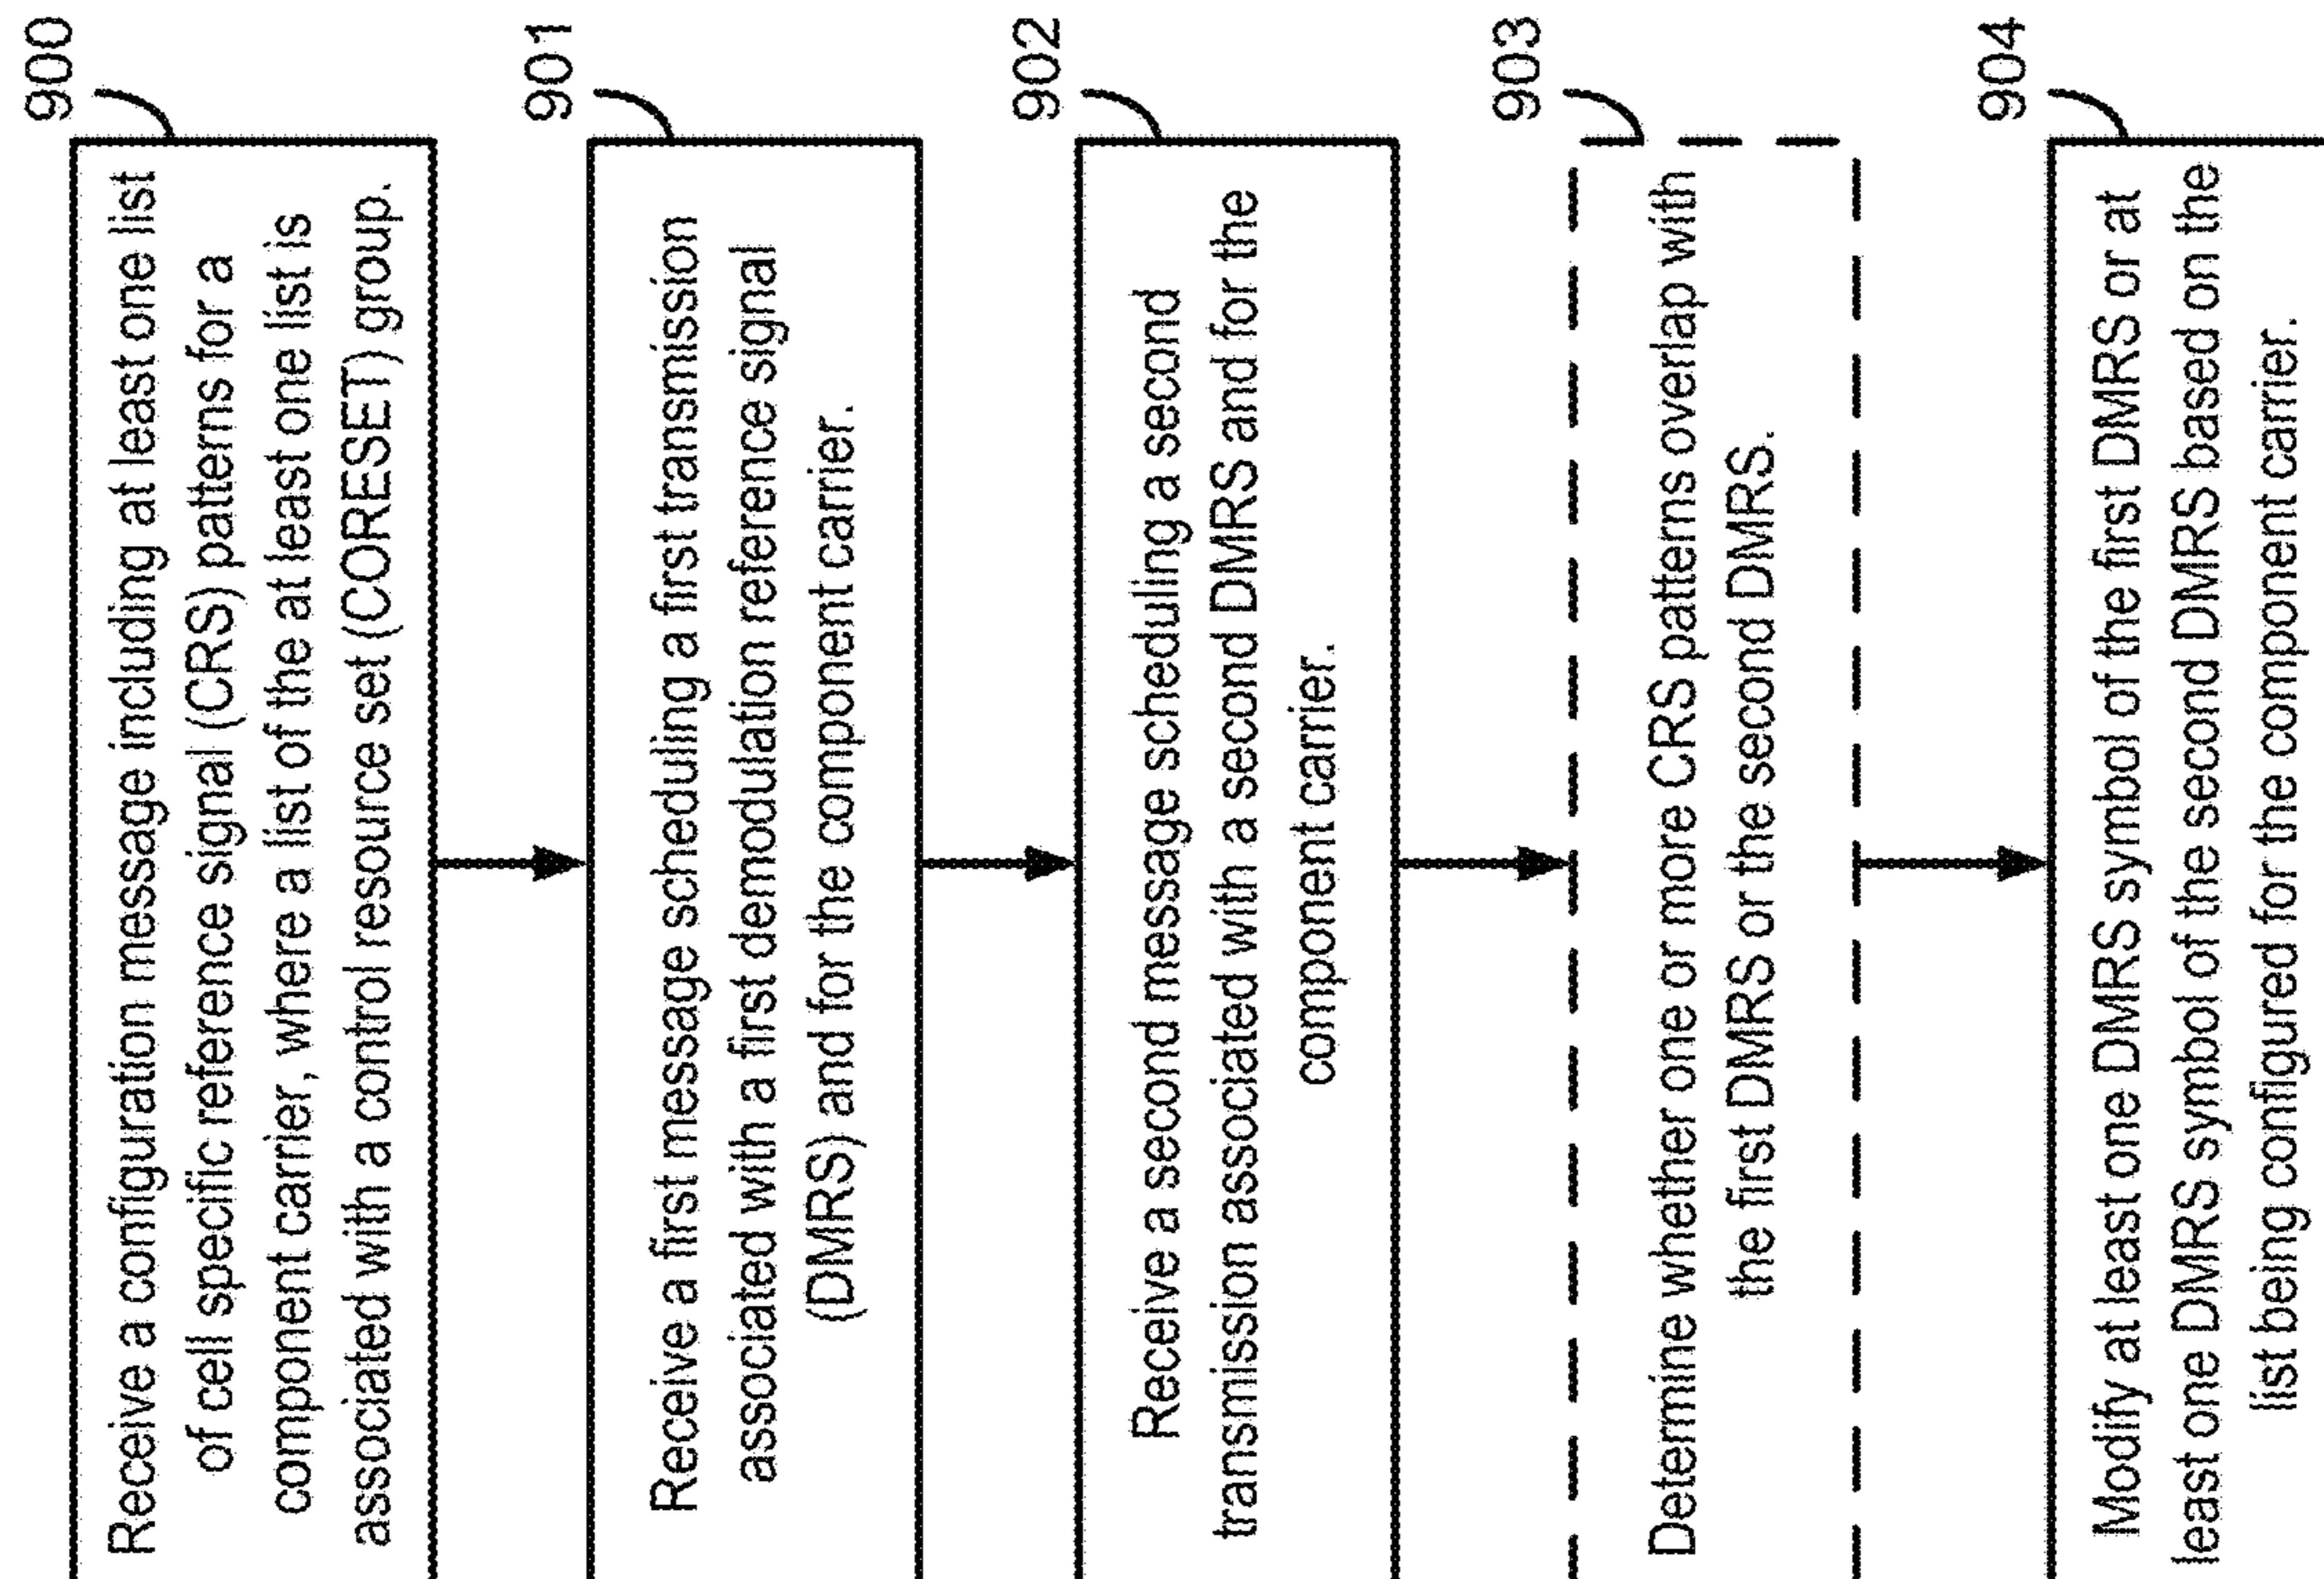 900
Receive a configuration message including at least one list
of cell specific reference signal (CRS) patterns for a
component carrier, where a list of the at least one list is
associated with a control resource set (CORESET) group.
901
Receive a first message scheduling a first transmission
associated with a first demodulation reference signal
(DMRS) and for the component carrier.
902
Receive a second message scheduling a second
transmission associated with a second DMRS and for the
component carrier.
903
Determine whether one or more CRS patterns overlap with
the first DMRS or the second DMRS.
904
Modify at least one DMRS symbol of the first DMRS or at
least one DMRS symbol of the second DMRS based on the
list being configured for the component carrier.